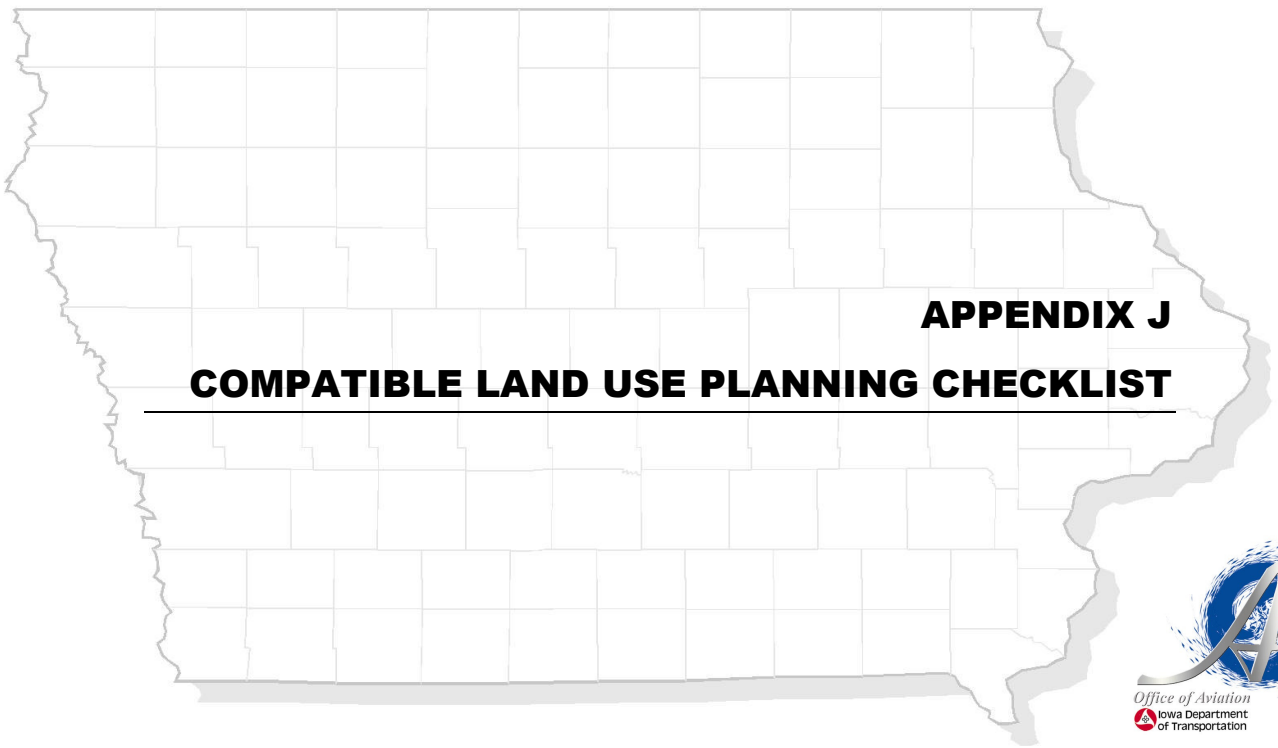 APPENDIX J
COMPATIBLE LAND USE PLANNING CHECKLIST
Office of Aviation
Iowa Department
of Transportation